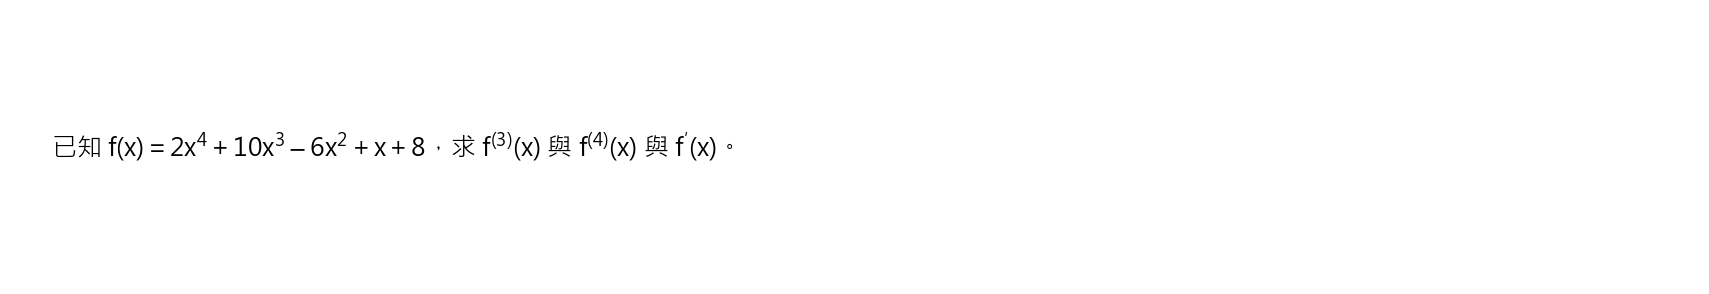 已知 f(x) = 2x⁴ + 10x³ – 6x² + x + 8，求 f⁽³⁾(x) 與 f⁽⁴⁾(x) 與 f′(x)。